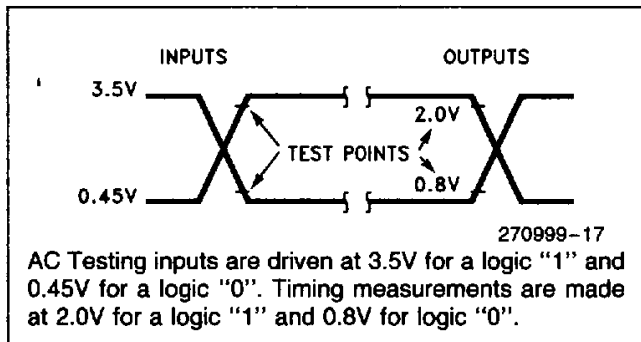 INPUTS OUTPUTS
3.5V
2.0V
TEST POINTS
0.8V
0.45V
270999-17
AC Testing inputs are driven at 3.5V for a logic "1" and
0.45V for a logic "0". Timing measurements are made
at 2.0V for a logic "1" and 0.8V for logic "0".